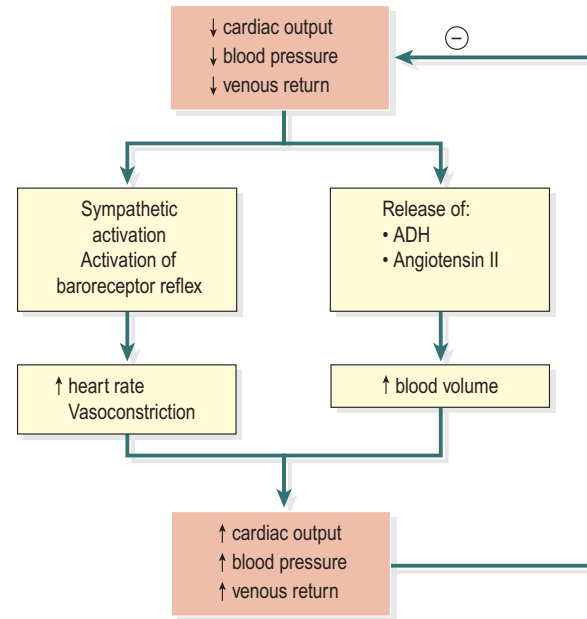 ↓ cardiac output
↓ blood pressure
↓ venous return
−
Sympathetic
activation
Activation of
baroreceptor reflex
Release of:
• ADH
• Angiotensin II
↑ heart rate
Vasoconstriction
↑ blood volume
↑ cardiac output
↑ blood pressure
↑ venous return